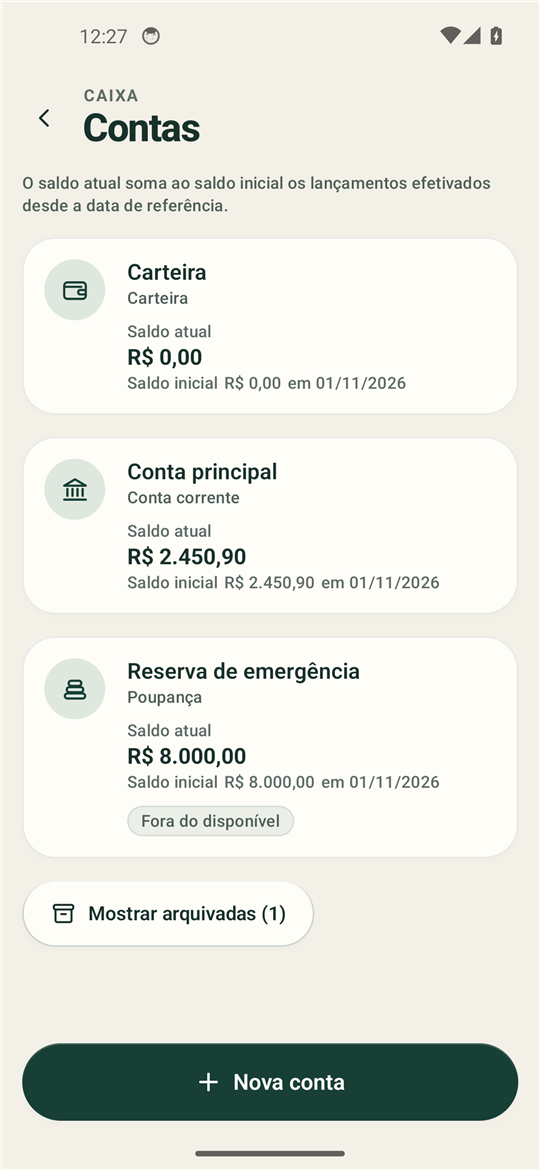 12:27
CAIXA
Contas
O saldo atual soma ao saldo inicial os lançamentos efetivados
desde a data de referência.
Carteira
Carteira
Saldo atual
R$ 0,00
Saldo inicial R$ 0,00 em 01/11/2026
Conta principal
Conta corrente
Saldo atual
R$ 2.450,90
Saldo inicial R$ 2.450,90 em 01/11/2026
Reserva de emergência
Poupança
Saldo atual
R$ 8.000,00
Saldo inicial R$ 8.000,00 em 01/11/2026
Fora do disponível
Mostrar arquivadas (1)
Nova conta